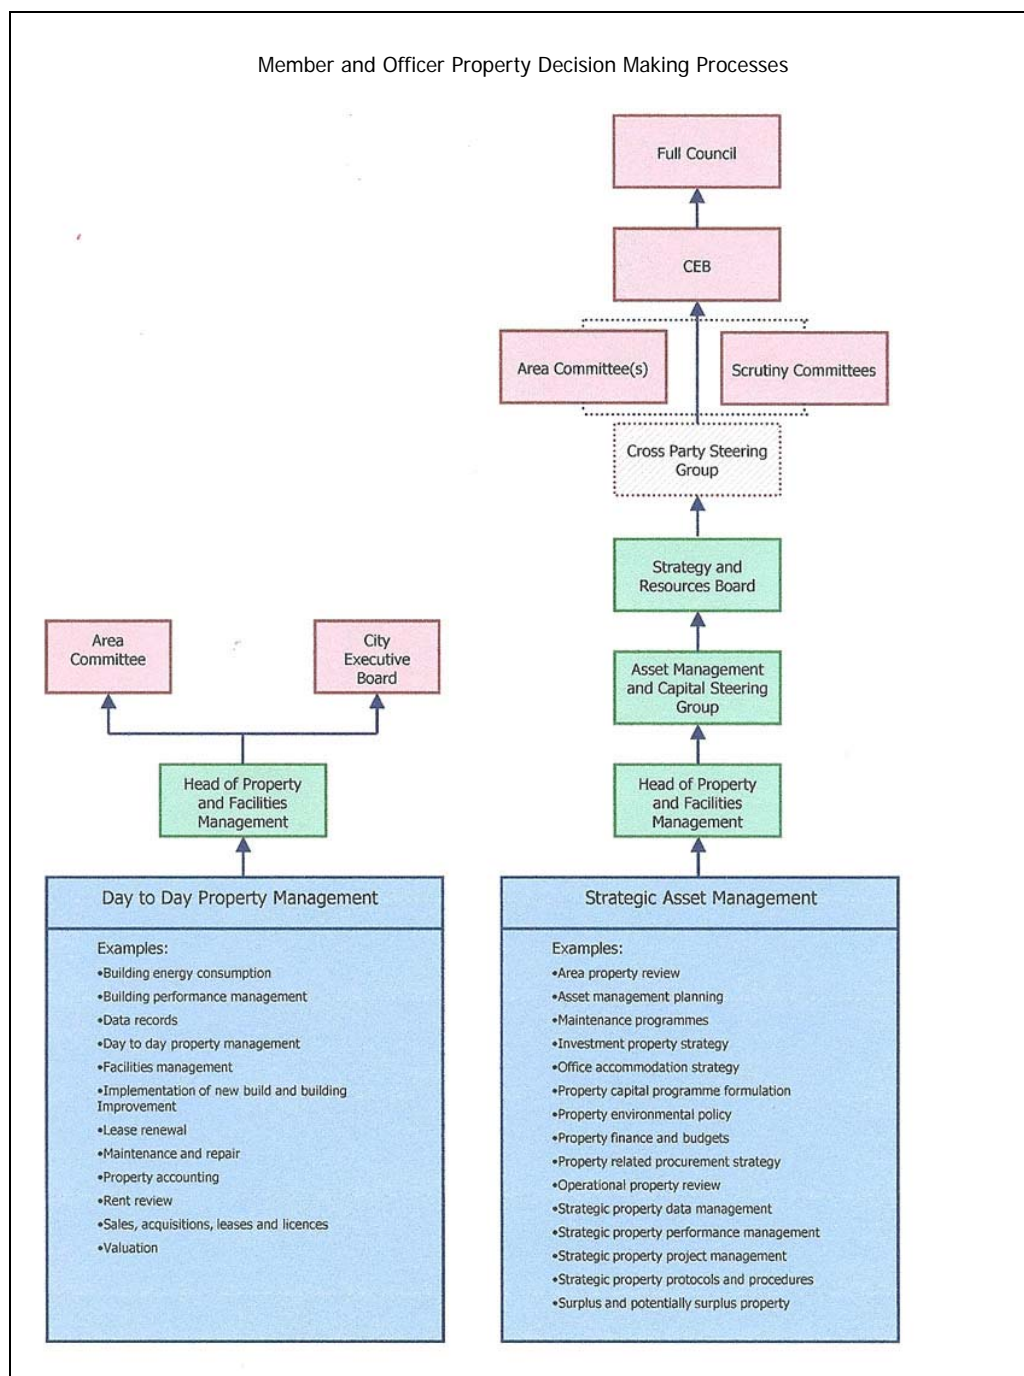 Member and Officer Property Decision Making Processes
Full Council
CEB
Area Committee(s)
Scrutiny Committees
Cross Party Steering
Group
Strategy and
Resources Board
Area
Committee
City
Executive
Board
Asset Management
and Capital Steering
Group
Head of Property
and Facilities
Management
Head of Property
and Facilities
Management
Day to Day Property Management
Examples:
•Building energy consumption
•Building performance management
•Data records
•Day to day property management
•Facilities management
•Implementation of new build and building
Improvement
•Lease renewal
•Maintenance and repair
•Property accounting
•Rent review
•Sales, acquisitions, leases and licences
•Valuation
Strategic Asset Management
Examples:
•Area property review
•Asset management planning
•Maintenance programmes
•Investment property strategy
•Office accommodation strategy
•Property capital programme formulation
•Property environmental policy
•Property finance and budgets
•Property related procurement strategy
•Operational property review
•Strategic property data management
•Strategic property performance management
•Strategic property project management
•Strategic property protocols and procedures
•Surplus and potentially surplus property